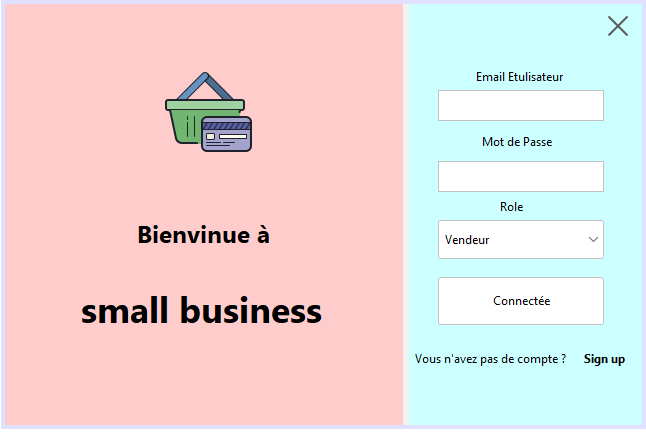 Bienvinue à
small business
Email Etulisateur
Mot de Passe
Role
Vendeur
Connectée
Vous n'avez pas de compte ? Sign up